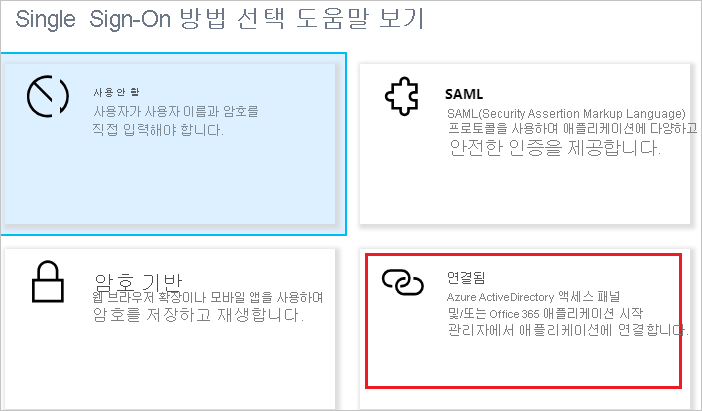 Single Sign-On 방법 선택 도움말 보기
사용 안 함
사용자가 사용자 이름과 암호를
직접 입력해야 합니다.
SAML
SAML(Security Assertion Markup Language)
프로토콜을 사용하여 애플리케이션에 다양하고
안전한 인증을 제공합니다.
암호 기반
웹 브라우저 확장이나 모바일 앱을 사용하여
암호를 저장하고 재생합니다.
연결됨
Azure ActiveDirectory 액세스 패널
및/또는 Office 365 애플리케이션 시작
관리자에서 애플리케이션에 연결합니다.